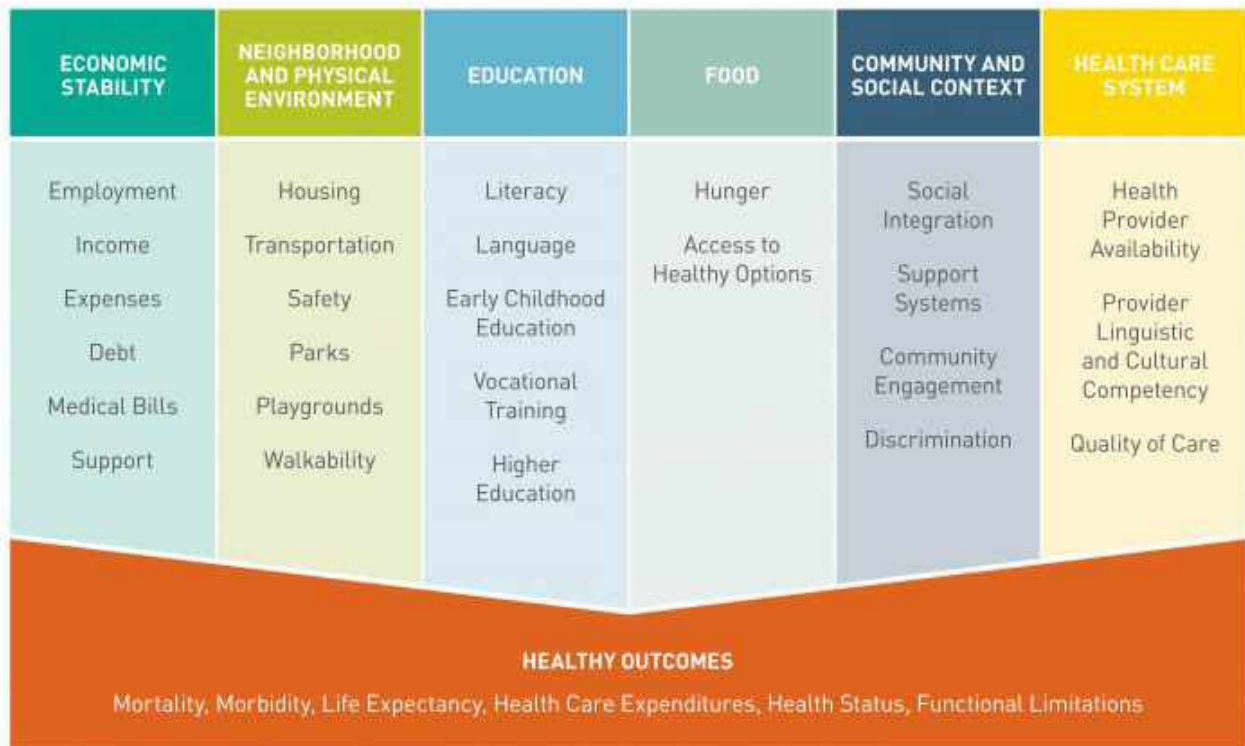 ECONOMIC
STABILITY
NEIGHBORHOOD
AND PHYSICAL
ENVIRONMENT
EDUCATION
FOOD
COMMUNITY AND
SOCIAL CONTEXT
HEALTH CARE
SYSTEM
Employment
Income
Expenses
Debt
Medical Bills
Support
Housing
Transportation
Safety
Parks
Playgrounds
Walkability
Literacy
Language
Early Childhood
Education
Vocational
Training
Higher
Education
Hunger
Access to
Healthy Options
Social
Integration
Support
Systems
Community
Engagement
Discrimination
Health
Provider
Availability
Provider
Linguistic
and Cultural
Competency
Quality of Care
HEALTHY OUTCOMES
Mortality, Morbidity, Life Expectancy, Health Care Expenditures, Health Status, Functional Limitations